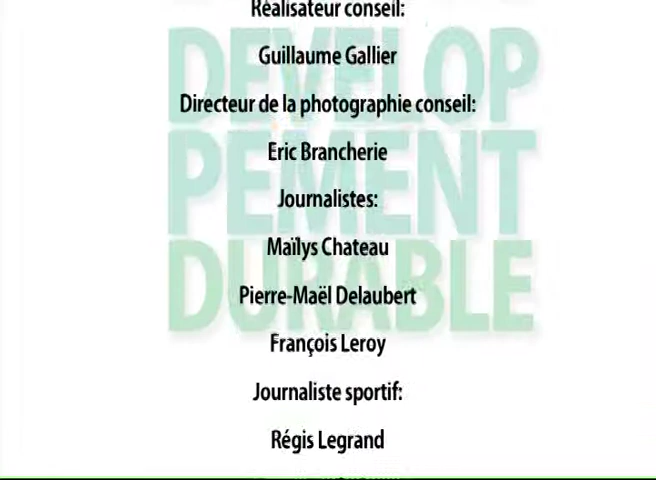 Réalisateur conseil:
Guillaume Gallier
DEVELOP
Directeur de la photographie conseil:
Eric Brancherie
PEMENT
Journalistes:
Maïlys Chateau
DURABLE
Pierre-Maël Delaubert
François Leroy
Journaliste sportif:
Régis Legrand